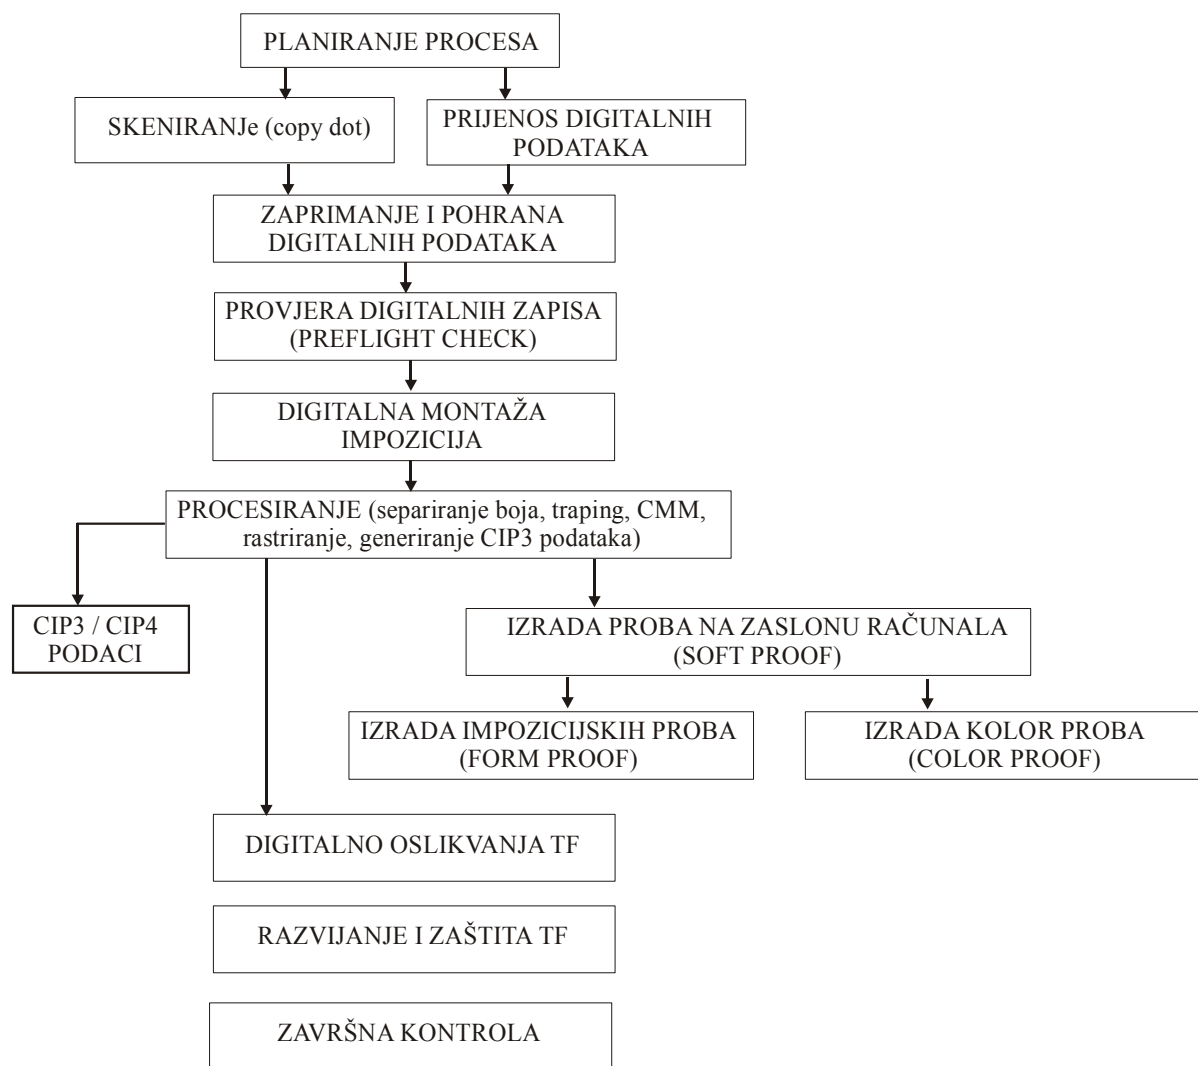 PLANIRANJE PROCESA
SKENIRANJe (copy dot)
PRIJENOS DIGITALNIH
PODATAKA
ZAPRIMANJE I POHRANA
DIGITALNIH PODATAKA
PROVJERA DIGITALNIH ZAPISA
(PREFLIGHT CHECK)
DIGITALNA MONTAŽA
IMPOZICIJA
PROCESIRANJE (separiranje boja, traping, CMM,
rastriranje, generiranje CIP3 podataka)
CIP3 / CIP4
PODACI
IZRADA PROBA NA ZASLONU RAČUNALA
(SOFT PROOF)
IZRADA IMPOZICIJSKIH PROBA
(FORM PROOF)
IZRADA KOLOR PROBA
(COLOR PROOF)
DIGITALNO OSLIKVANJA TF
RAZVIJANJE I ZAŠTITA TF
ZAVRŠNA KONTROLA